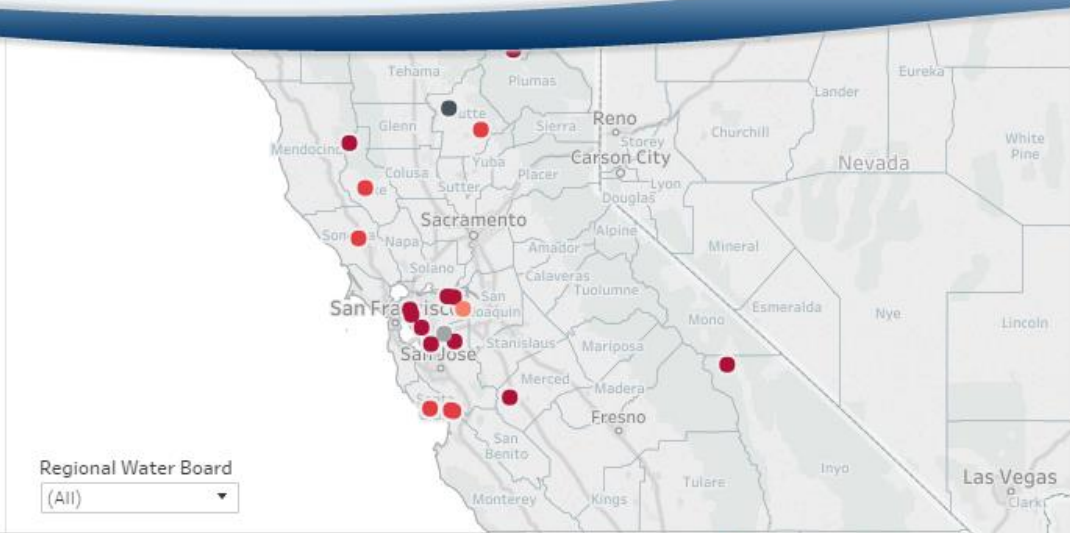 Tehama
Plumas
Eureka
Lander
utte
Glenn
Sierra
Reno
Storey
Churchill
White
Pine
Mendocino
Yuba
Carson City
Nevada
Colusa
Placer
Sutter
Lyon
Douglas
Sacramento
Alpine
Napa
Amador
Mineral
Solano
Calaveras
Tuolumne
San
Joaquin
Esmeralda
Nye
Lincoln
San Francisco
Mono
Stanislaus
Mariposa
San Jose
Merced
Madera
Santa
Fresno
San
Benito
Regional Water Board
(All)
Inyo
Las Vegas
Tulare
Monterey
Kings
Clark